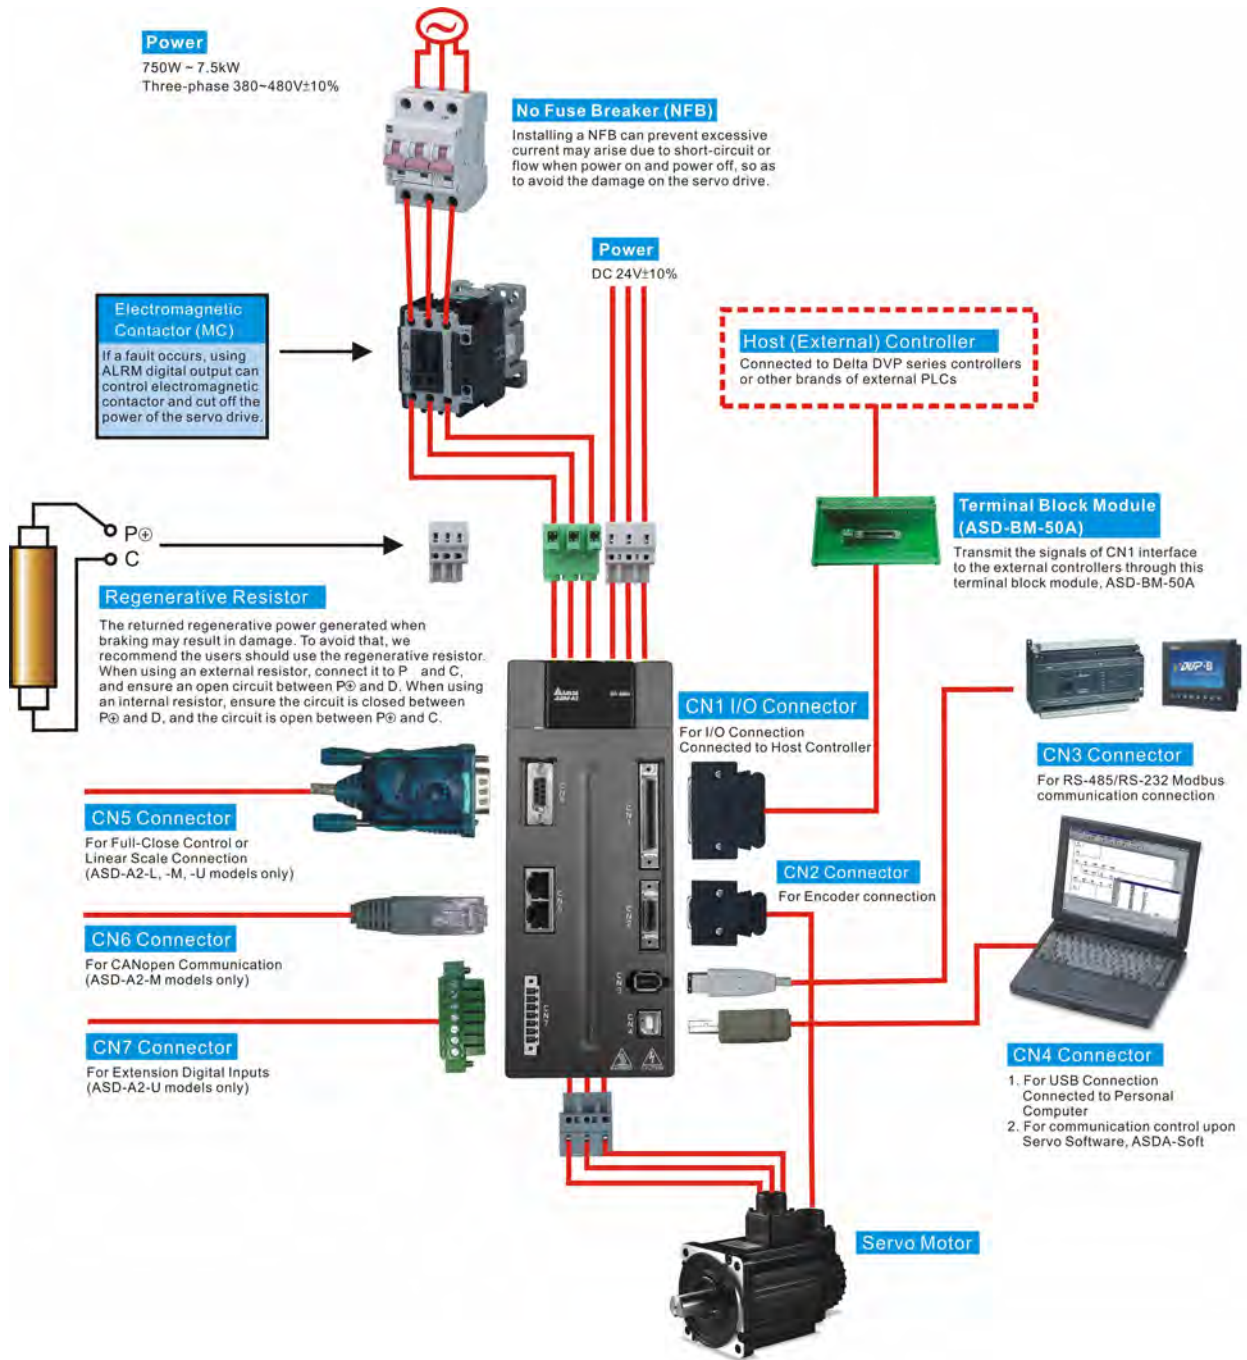 Power
750W ~ 7.5kW
Three-phase 380~480V±10%
No Fuse Breaker (NFB)
Installing a NFB can prevent excessive
current may arise due to short-circuit or
flow when power on and power off, so as
to avoid the damage on the servo drive.
Power
DC 24V±10%
Electromagnetic
Contactor (MC)
If a fault occurs, using
ALRM digital output can
control electromagnetic
contactor and cut off the
power of the servo drive.
Host (External) Controller
Connected to Delta DVP series controllers
or other brands of external PLCs
Terminal Block Module
(ASD-BM-50A)
Transmit the signals of CN1 interface
to the external controllers through this
terminal block module, ASD-BM-50A
P⊕
C
Regenerative Resistor
The returned regenerative power generated when
braking may result in damage. To avoid that, we
recommend the users should use the regenerative resistor.
When using an external resistor, connect it to P and C,
and ensure an open circuit between P⊕ and D. When using
an internal resistor, ensure the circuit is closed between
P⊕ and D, and the circuit is open between P⊕ and C.
CN1 I/O Connector
For I/O Connection
Connected to Host Controller
CN3 Connector
For RS-485/RS-232 Modbus
communication connection
CN5 Connector
For Full-Close Control or
Linear Scale Connection
(ASD-A2-L, -M, -U models only)
CN2 Connector
For Encoder connection
CN6 Connector
For CANopen Communication
(ASD-A2-M models only)
CN7 Connector
For Extension Digital Inputs
(ASD-A2-U models only)
CN4 Connector
1. For USB Connection
Connected to Personal
Computer
2. For communication control upon
Servo Software, ASDA-Soft
Servo Motor